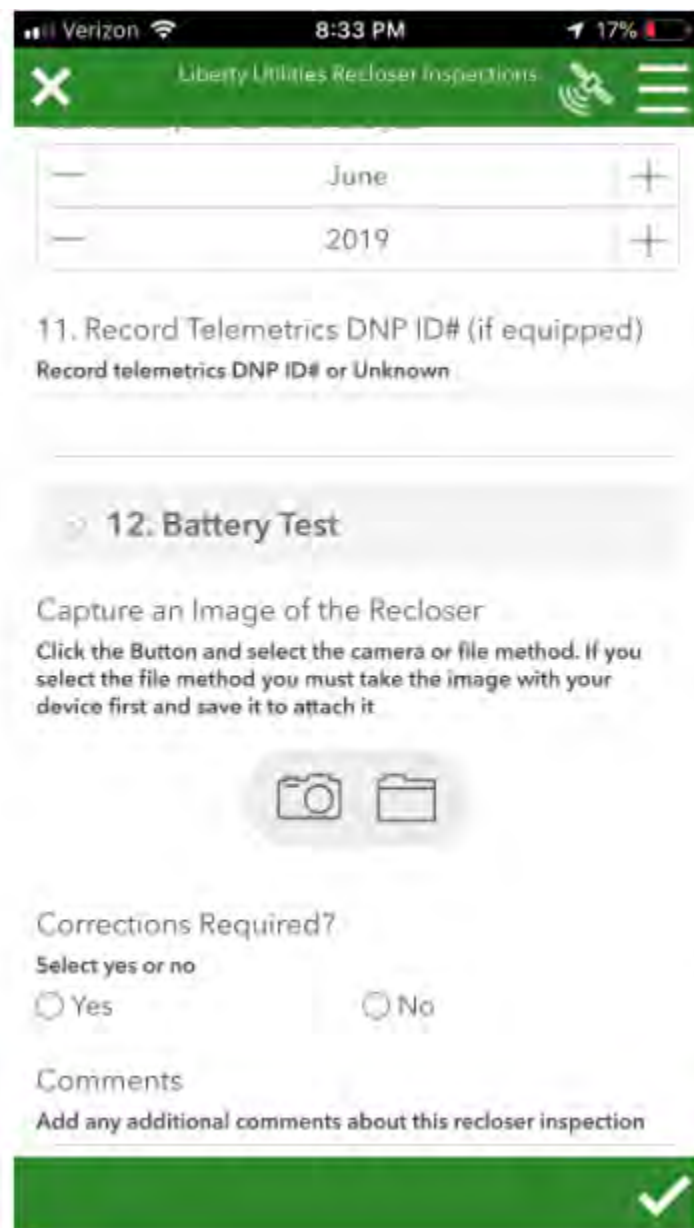 Verizon 8:33 PM 17%
Liberty Utilities Recloser Inspections
June
2019
11. Record Telemetrics DNP ID# (if equipped)
Record telemetrics DNP ID# or Unknown
12. Battery Test
Capture an Image of the Recloser
Click the Button and select the camera or file method. If you
select the file method you must take the image with your
device first and save it to attach it
Corrections Required?
Select yes or no
Yes No
Comments
Add any additional comments about this recloser inspection